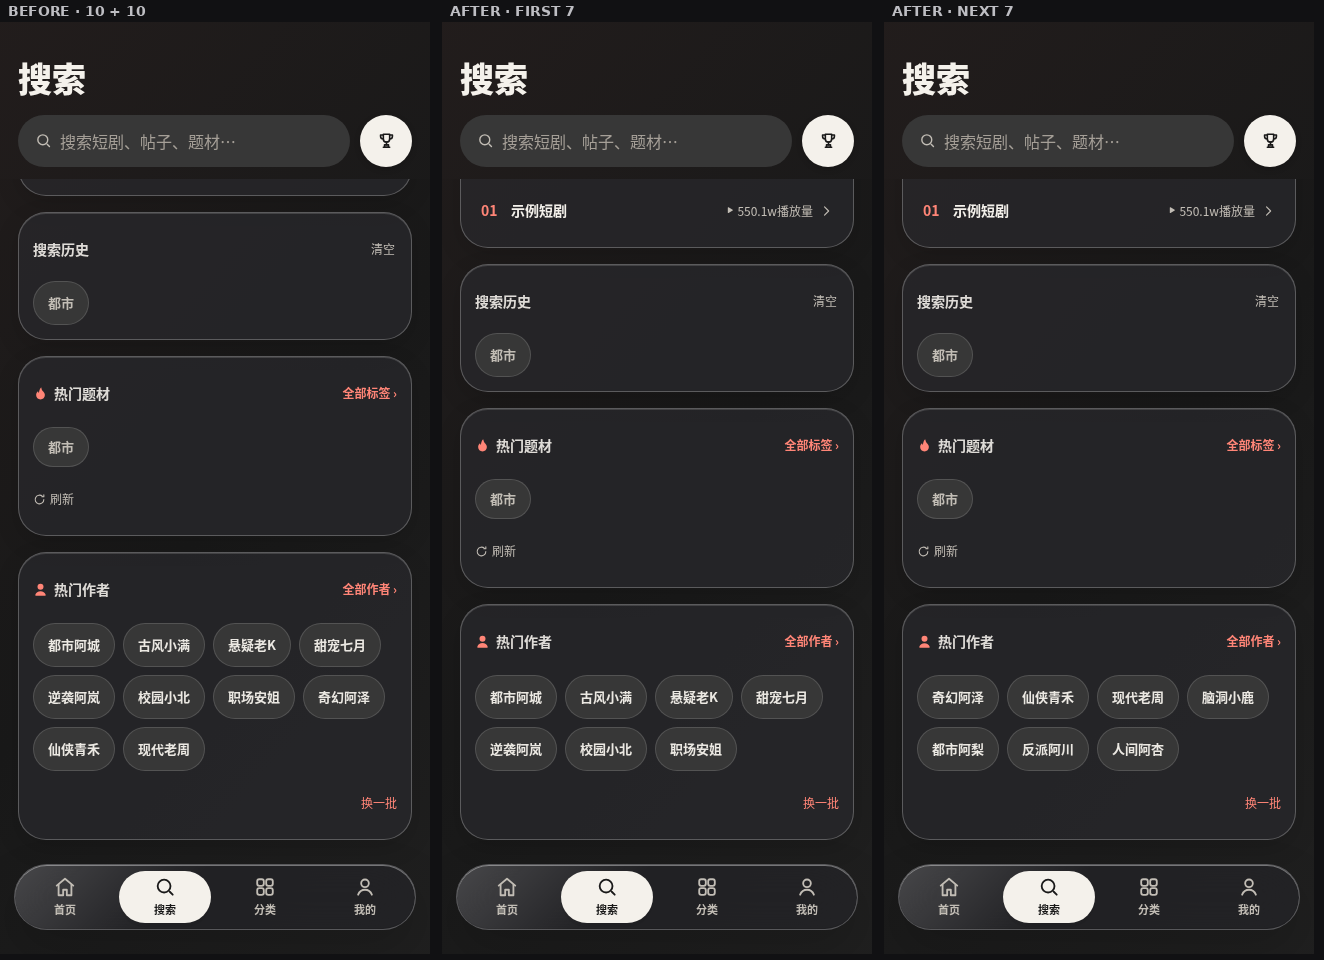 BEFORE · 10 + 10
搜索
搜索短剧、帖子、题材…
搜索历史 清空
都市
热门题材 全部标签 ›
都市
刷新
热门作者 全部作者 ›
都市阿城 古风小满 悬疑老K 甜宠七月
逆袭阿岚 校园小北 职场安姐 奇幻阿泽
仙侠青禾 现代老周
换一批
首页 搜索 分类 我的
AFTER · FIRST 7
搜索
搜索短剧、帖子、题材…
01 示例短剧 550.1w播放量
搜索历史 清空
都市
热门题材 全部标签 ›
都市
刷新
热门作者 全部作者 ›
都市阿城 古风小满 悬疑老K 甜宠七月
逆袭阿岚 校园小北 职场安姐
换一批
首页 搜索 分类 我的
AFTER · NEXT 7
搜索
搜索短剧、帖子、题材…
01 示例短剧 550.1w播放量
搜索历史 清空
都市
热门题材 全部标签 ›
都市
刷新
热门作者 全部作者 ›
奇幻阿泽 仙侠青禾 现代老周 脑洞小鹿
都市阿梨 反派阿川 人间阿杏
换一批
首页 搜索 分类 我的